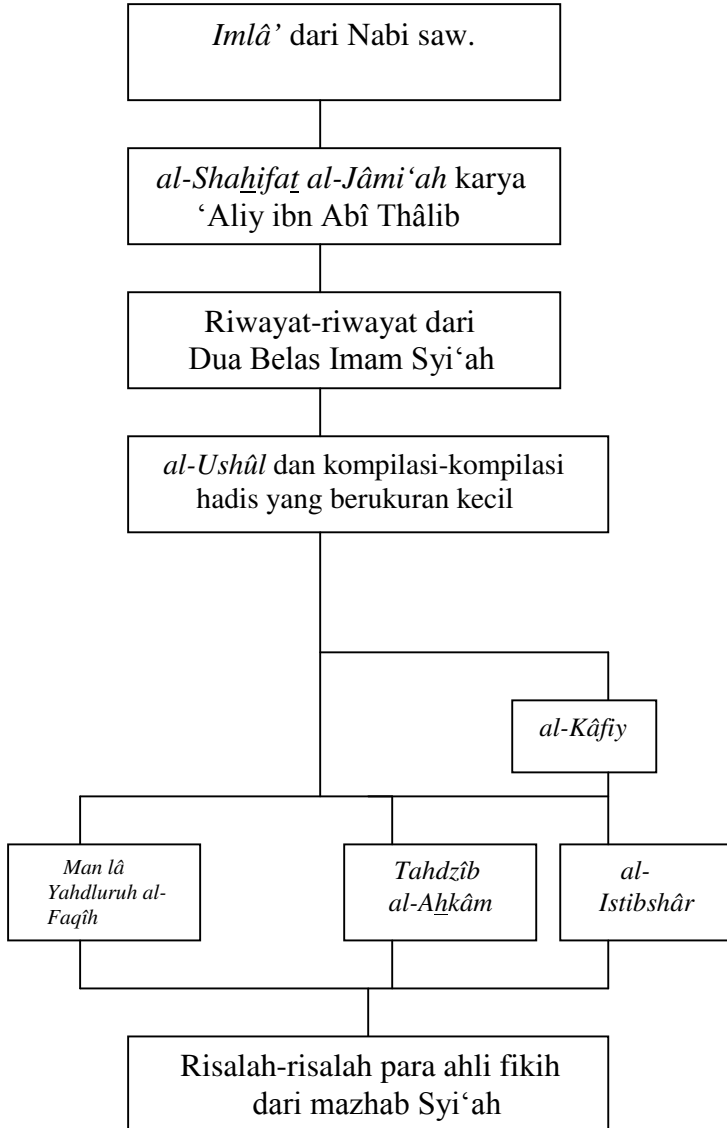 Imlâ’ dari Nabi saw.
al-Shahifat al-Jâmi‘ah karya
‘Aliy ibn Abî Thâlib
Riwayat-riwayat dari
Dua Belas Imam Syi‘ah
al-Ushûl dan kompilasi-kompilasi
hadis yang berukuran kecil
al-Kâfiy
Man lâ
Yahdluruh al-
Faqîh
Tahdzîb
al-Ahkâm
al-
Istibshâr
Risalah-risalah para ahli fikih
dari mazhab Syi‘ah